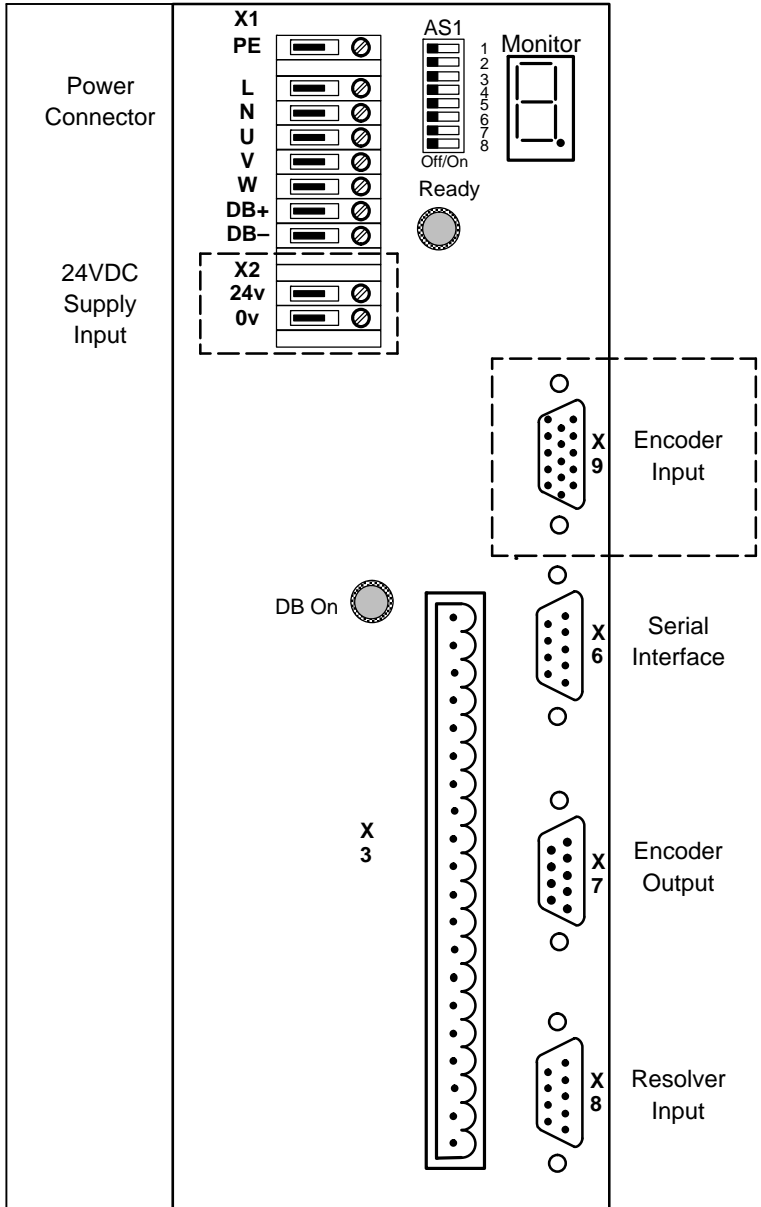 X1
PE
L
N
U
V
W
DB+
DB–
Power
Connector
X2
24v
0v
24VDC
Supply
Input
AS1
1
2
3
4
5
6
7
8
Off/On
Monitor
Ready
X
9
Encoder
Input
DB On
X
6
Serial
Interface
X
3
X
7
Encoder
Output
X
8
Resolver
Input